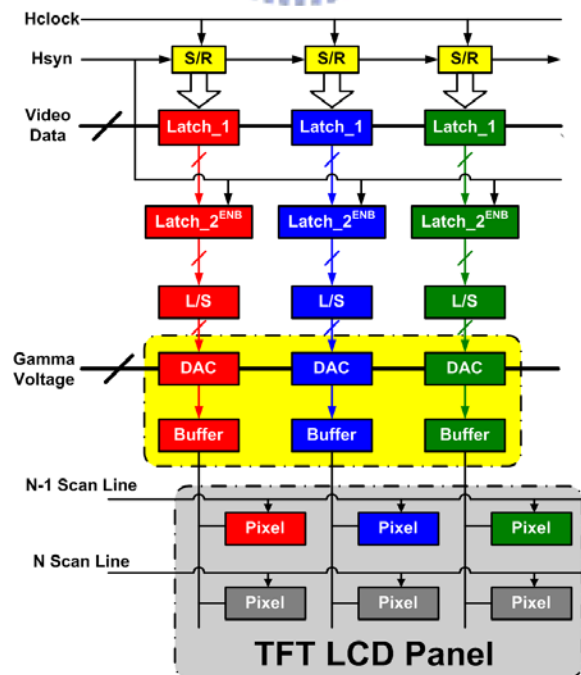 Hclock
Hsyn
S/R S/R S/R
Video Data
Latch_1 Latch_1 Latch_1
Latch_2ENB Latch_2ENB Latch_2ENB
L/S L/S L/S
Gamma Voltage
DAC DAC DAC
Buffer Buffer Buffer
N-1 Scan Line
Pixel Pixel Pixel
N Scan Line
Pixel Pixel Pixel
TFT LCD Panel